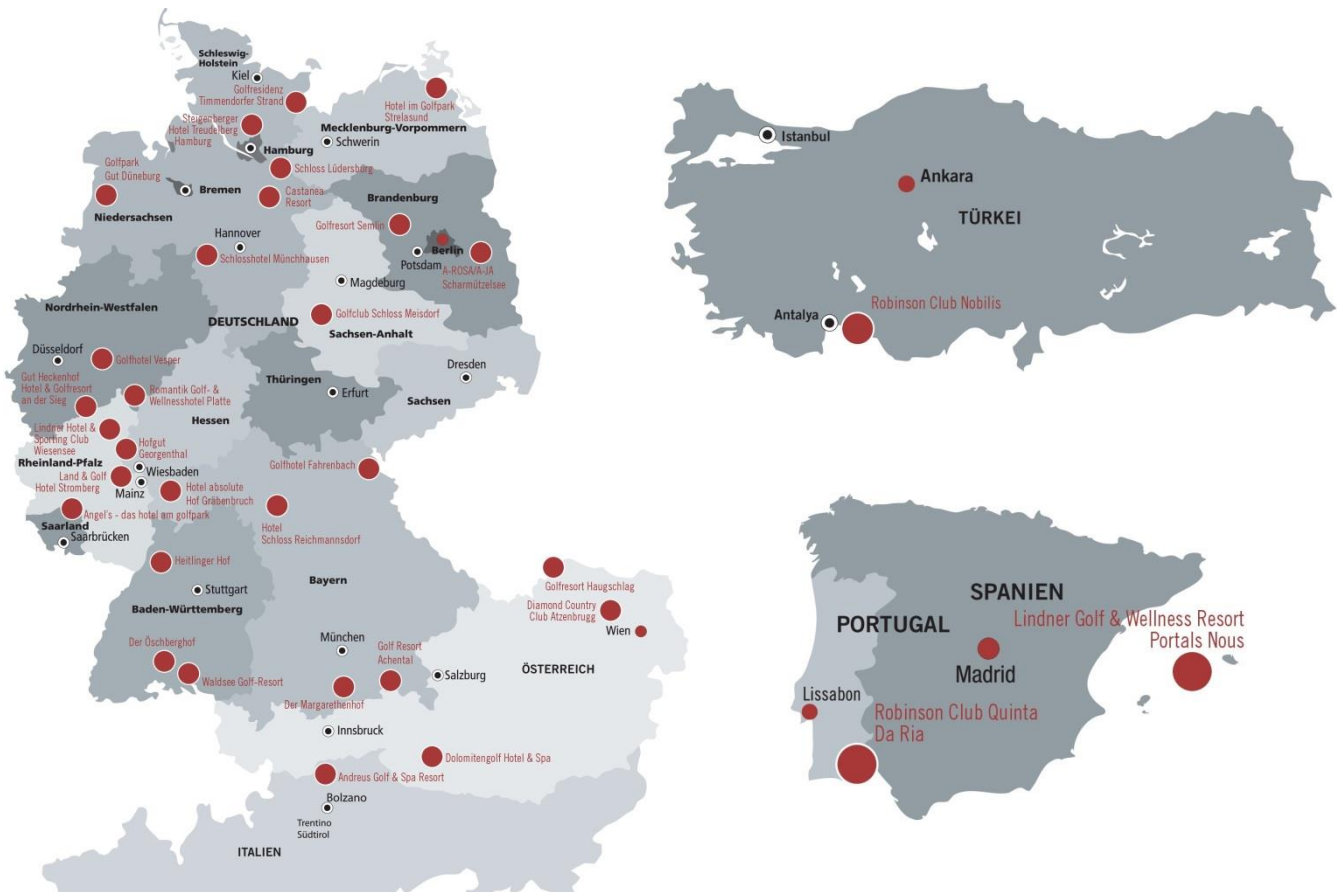 Schleswig-
Holstein
Kiel
Golfresidenz
Timmendorfer Strand
Hotel im Golfpark
Strelasund
Steigenberger
Hotel Treudelberg
Hamburg
Mecklenburg-Vorpommern
Schwerin
Hamburg
Golfpark
Gut Düneburg
Schloss Lüdersburg
Bremen
Castanea
Resort
Brandenburg
Niedersachsen
Golfresort Semlin
Hannover
Berlin
Potsdam
Schlosshotel Münchhausen
A-ROSA/A-JA
Scharmützelsee
Magdeburg
Nordrhein-Westfalen
Golfclub Schloss Meisdorf
DEUTSCHLAND
Sachsen-Anhalt
Düsseldorf
Golfhotel Vesper
Dresden
Gut Heckenhof
Hotel & Golfresort
an der Sieg
Thüringen
Erfurt
Romantik Golf- &
Wellnesshotel Platte
Sachsen
Hessen
Lindner Hotel &
Sporting Club
Wiesensee
Hofgut
Georgenthal
Rheinland-Pfalz
Wiesbaden
Golfhotel Fahrenbach
Land & Golf
Hotel Stromberg
Mainz
Hotel absolute
Hof Gräbenbruch
Angel's - das hotel am golfpark
Saarland
Saarbrücken
Hotel
Schloss Reichmannsdorf
Heitlinger Hof
Golfresort Haugschlag
Stuttgart
Bayern
Baden-Württemberg
Diamond Country
Club Atzenbrugg
Wien
Der Öschberghof
München
Golf Resort
Achental
ÖSTERREICH
Salzburg
Waldsee Golf-Resort
Der Margarethenhof
Innsbruck
Dolomitengolf Hotel & Spa
Andreus Golf & Spa Resort
Bolzano
Trentino
Südtirol
ITALIEN
Istanbul
Ankara
TÜRKEI
Robinson Club Nobilis
Antalya
SPANIEN
PORTUGAL
Lindner Golf & Wellness Resort
Portals Nous
Madrid
Lissabon
Robinson Club Quinta
Da Ria